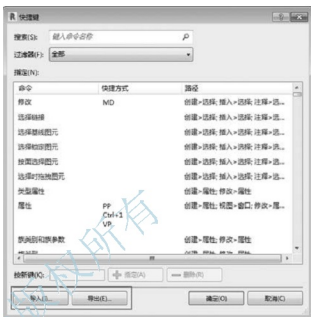 快捷键
搜索(S): 键入命令名称
过滤器(F): 全部
指定(N):
命令 快捷方式 路径
修改 MD 创建>选择; 插入>选择; 注释>选...
选择链接 创建>选择; 插入>选择; 注释>选...
选择基线图元 创建>选择; 插入>选择; 注释>选...
选择锁定图元 创建>选择; 插入>选择; 注释>选...
按面选择图元 创建>选择; 插入>选择; 注释>选...
选择时拖拽图元 创建>选择; 插入>选择; 注释>选...
类型属性 创建>属性; 修改>属性
属性 PP 创建>属性; 视图>窗口; 修改>属...
Ctrl+1
VP
族类别和族参数 创建>属性; 修改>属性
按新键(K): 指定(A) 删除(R)
导入(I)... 导出(E)... 确定(O) 取消(C)
版权所有